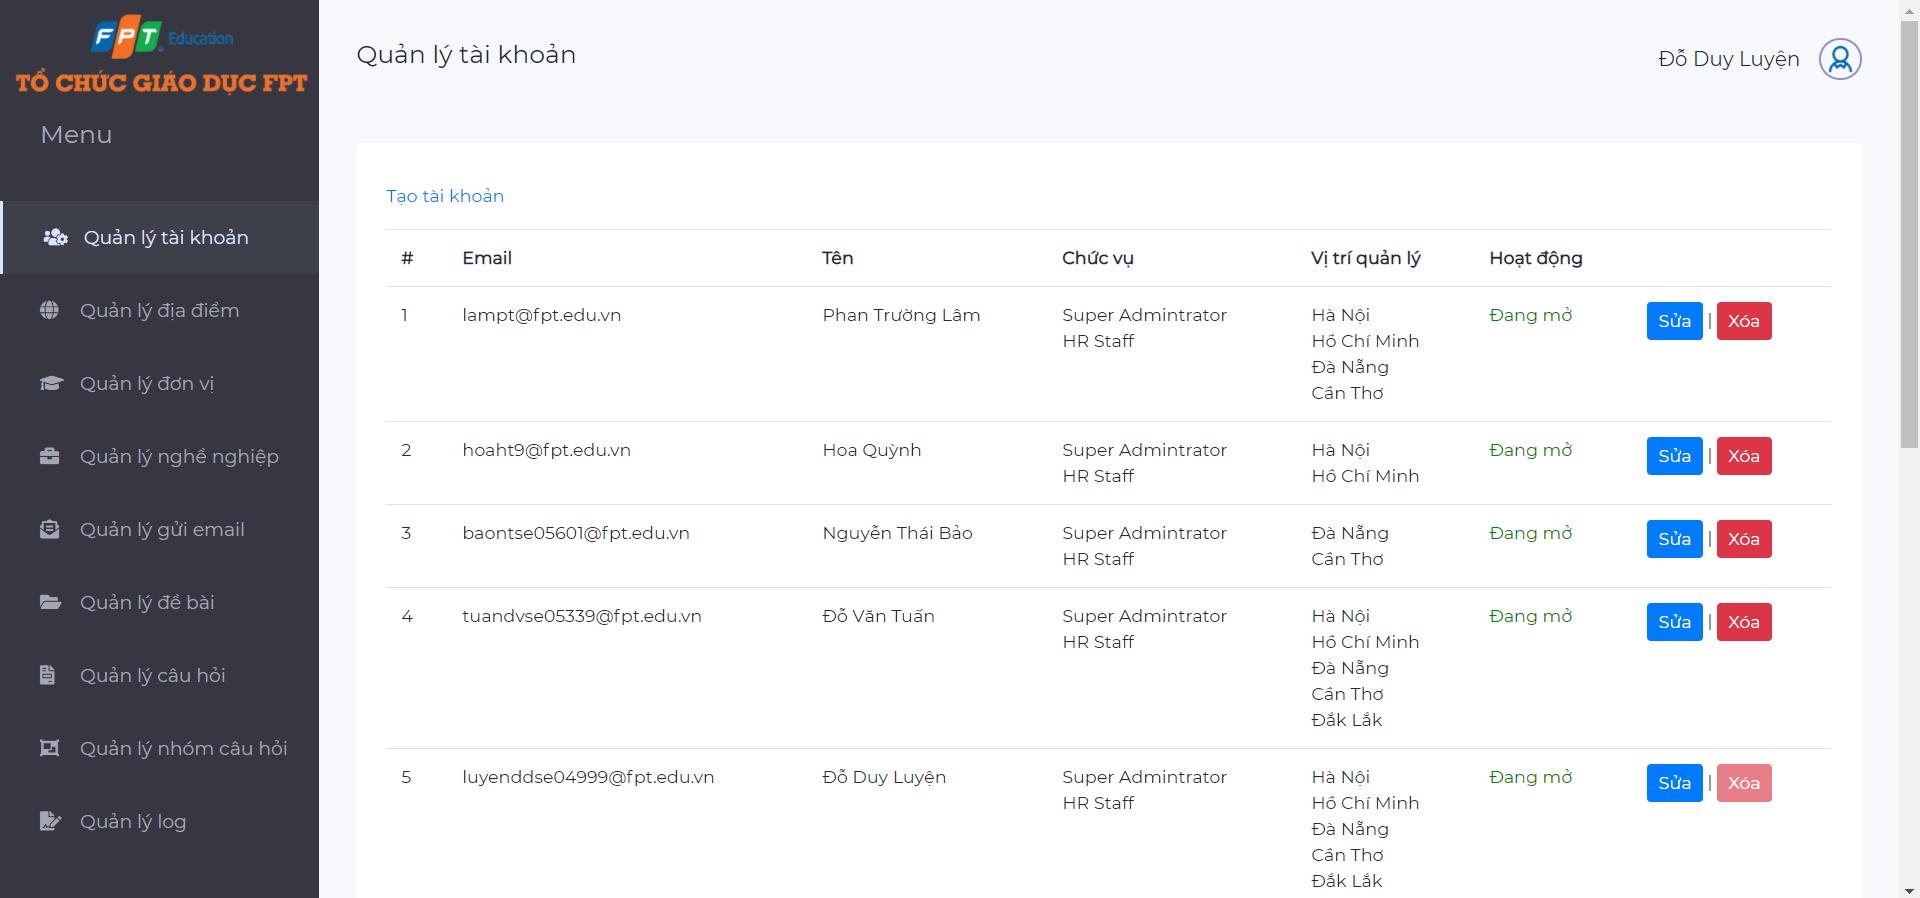 FPT Education
TỔ CHỨC GIÁO DỤC FPT
Menu
Quản lý tài khoản
Quản lý địa điểm
Quản lý đơn vị
Quản lý nghề nghiệp
Quản lý gửi email
Quản lý đề bài
Quản lý câu hỏi
Quản lý nhóm câu hỏi
Quản lý log
Quản lý tài khoản
Đỗ Duy Luyện
Tạo tài khoản
# Email Tên Chức vụ Vị trí quản lý Hoạt động
1 lampt@fpt.edu.vn Phan Trường Lâm Super Admintrator Hà Nội Đang mở Sửa | Xóa
HR Staff Hồ Chí Minh
Đà Nẵng
Cần Thơ
2 hoaht9@fpt.edu.vn Hoa Quỳnh Super Admintrator Hà Nội Đang mở Sửa | Xóa
HR Staff Hồ Chí Minh
3 baontse05601@fpt.edu.vn Nguyễn Thái Bảo Super Admintrator Đà Nẵng Đang mở Sửa | Xóa
HR Staff Cần Thơ
4 tuandvse05339@fpt.edu.vn Đỗ Văn Tuấn Super Admintrator Hà Nội Đang mở Sửa | Xóa
HR Staff Hồ Chí Minh
Đà Nẵng
Cần Thơ
Đắk Lắk
5 luyenddse04999@fpt.edu.vn Đỗ Duy Luyện Super Admintrator Hà Nội Đang mở Sửa | Xóa
HR Staff Hồ Chí Minh
Đà Nẵng
Cần Thơ
Đắk Lắk